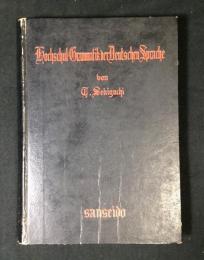 Hochschul-Grammatik der Deutschen Sprache
von
T. Sekiguchi
sanseido